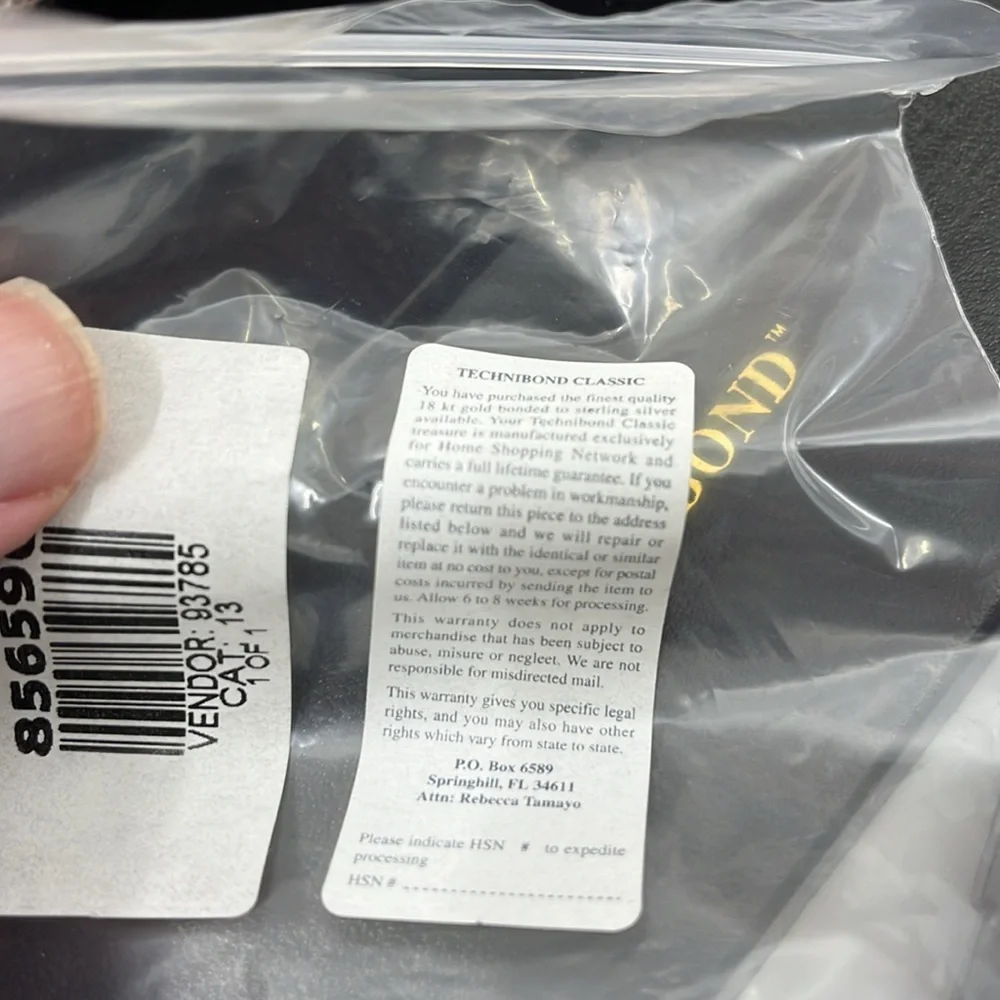 85659
VENDOR: 93785
CAT: 13
1 OF 1
TECHNIBOND CLASSIC
You have purchased the finest quality
18 kt gold bonded to sterling silver
available. Your Technibond Classic
treasure is manufactured exclusively
for Home Shopping Network and
carries a full lifetime guarantee. If you
encounter a problem in workmanship,
please return this piece to the address
listed below and we will repair or
replace it with the identical or similar
item at no cost to you, except for postal
costs incurred by sending the item to
us. Allow 6 to 8 weeks for processing.
This warranty does not apply to
merchandise that has been subject to
abuse, misure or neglect. We are not
responsible for misdirected mail.
This warranty gives you specific legal
rights, and you may also have other
rights which vary from state to state.
P.O. Box 6589
Springhill, FL 34611
Attn: Rebecca Tamayo
Please indicate HSN # to expedite
processing
HSN #
OND™